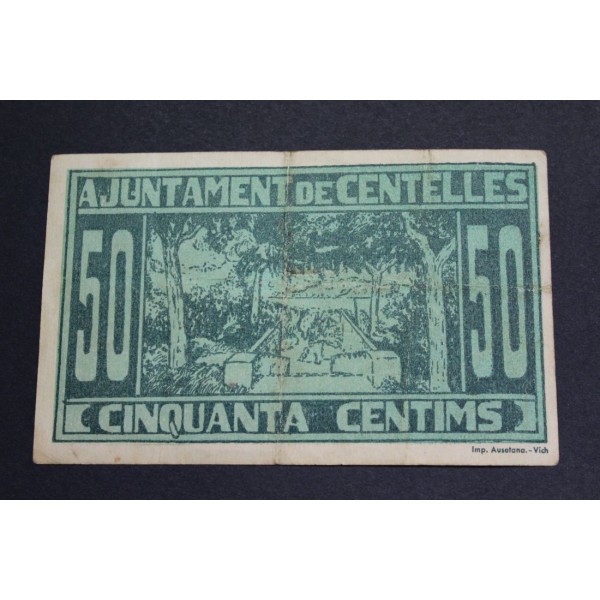 AJUNTAMENT DE CENTELLES
50 50
CINQUANTA CENTIMS
Imp. Ausetana.-Vich